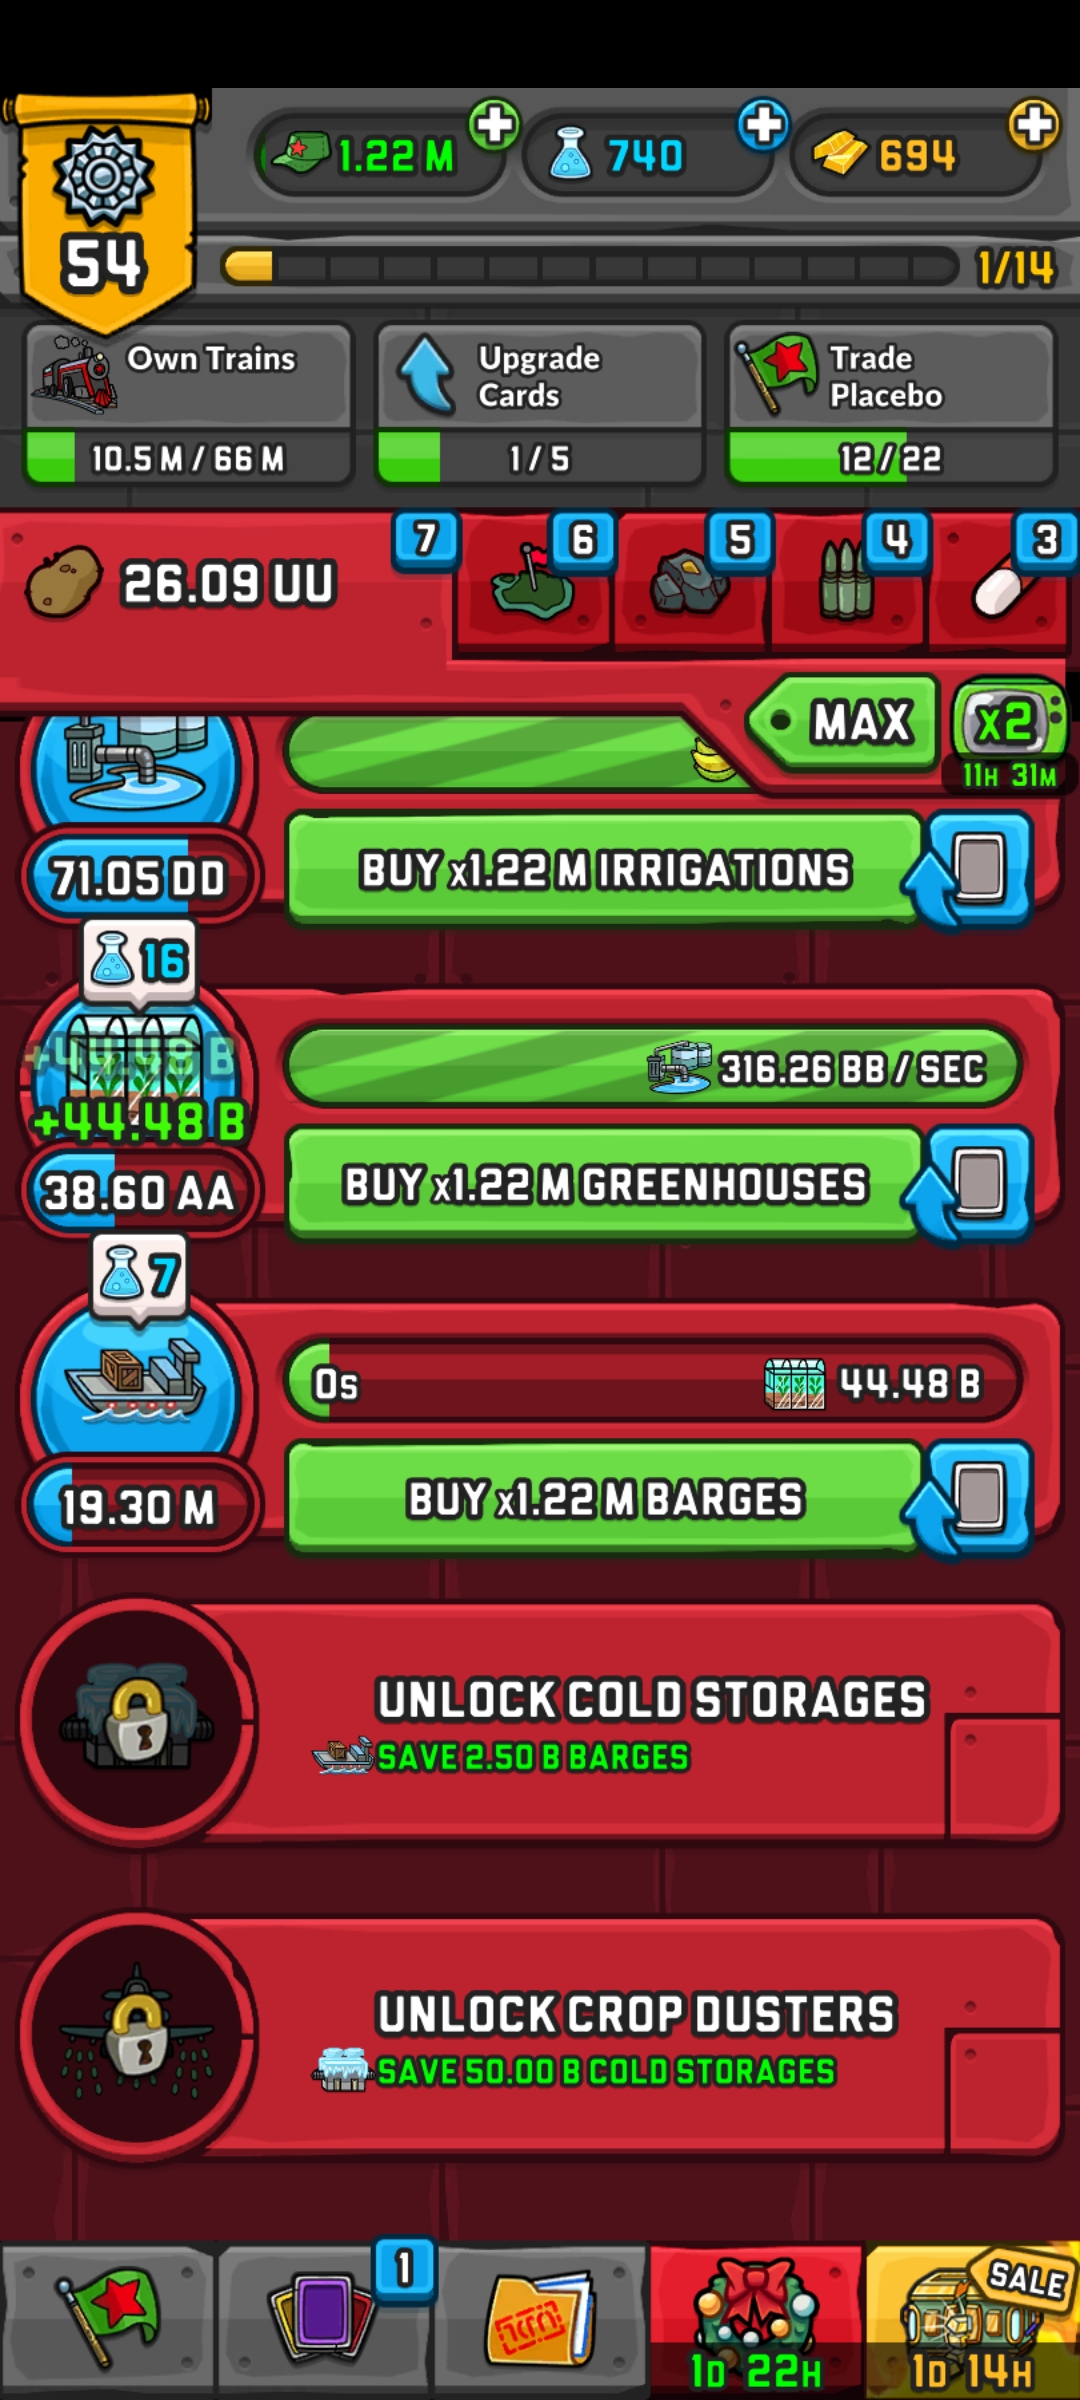 1.22 M
740
694
54
1/14
Own Trains
10.5 M / 66 M
Upgrade
Cards
1 / 5
Trade
Placebo
12 / 22
26.09 UU
7
6
5
4
3
MAX
x2
11H 31M
71.05 DD
BUY x1.22 M IRRIGATIONS
16
+44.48 B
+44.48 B
316.26 BB / SEC
38.60 AA
BUY x1.22 M GREENHOUSES
7
0s
44.48 B
19.30 M
BUY x1.22 M BARGES
UNLOCK COLD STORAGES
SAVE 2.50 B BARGES
UNLOCK CROP DUSTERS
SAVE 50.00 B COLD STORAGES
1
SALE
1D 22H
1D 14H